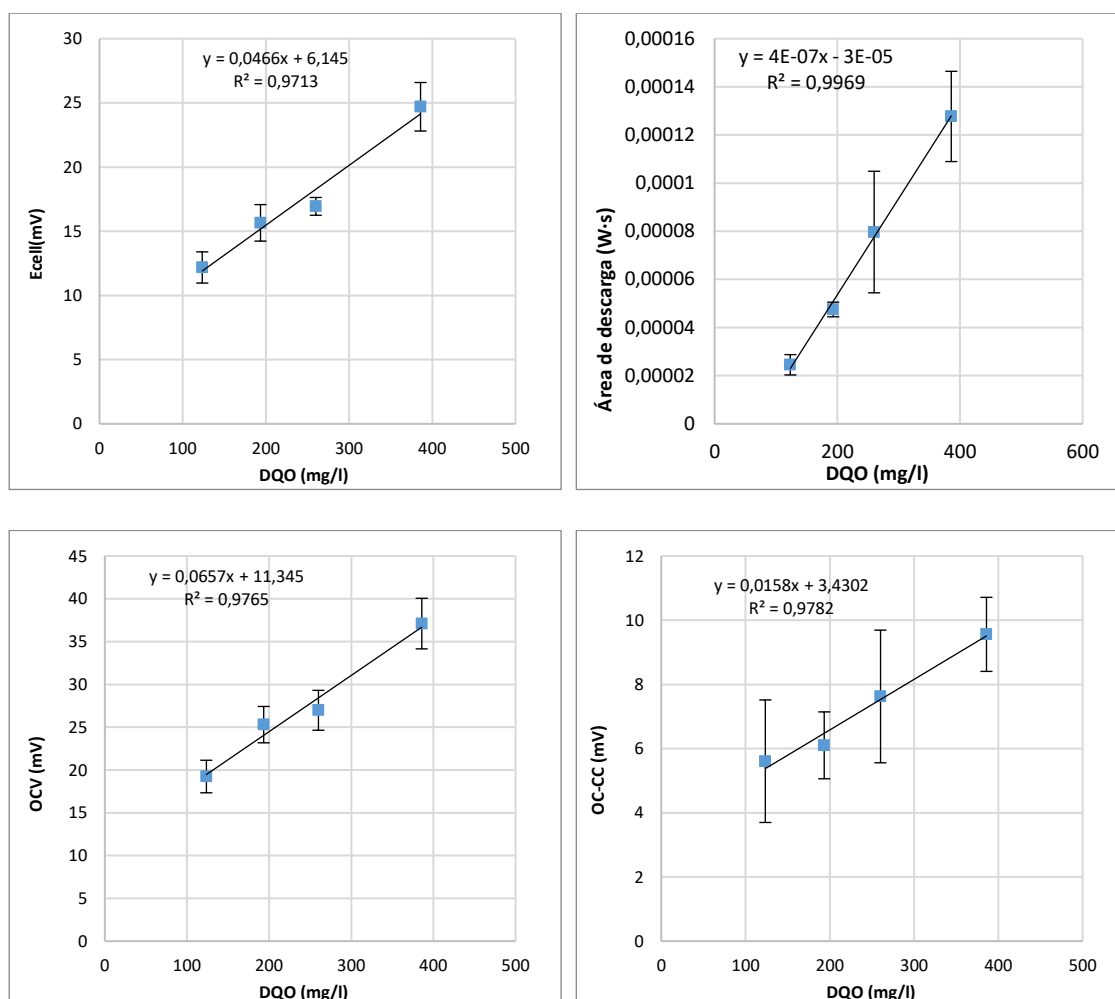 y = 0,0466x + 6,145
R² = 0,9713
30
25
20
15
10
5
0
Ecell(mV)
0 100 200 300 400 500
DQO (mg/l)
y = 4E-07x - 3E-05
R² = 0,9969
0,00016
0,00014
0,00012
0,0001
0,00008
0,00006
0,00004
0,00002
0
Área de descarga (W·s)
0 200 400 600
DQO (mg/l)
y = 0,0657x + 11,345
R² = 0,9765
45
40
35
30
25
20
15
10
5
0
OCV (mV)
0 100 200 300 400 500
DQO (mg/l)
y = 0,0158x + 3,4302
R² = 0,9782
12
10
8
6
4
2
0
OC-CC (mV)
0 100 200 300 400 500
DQO (mg/l)